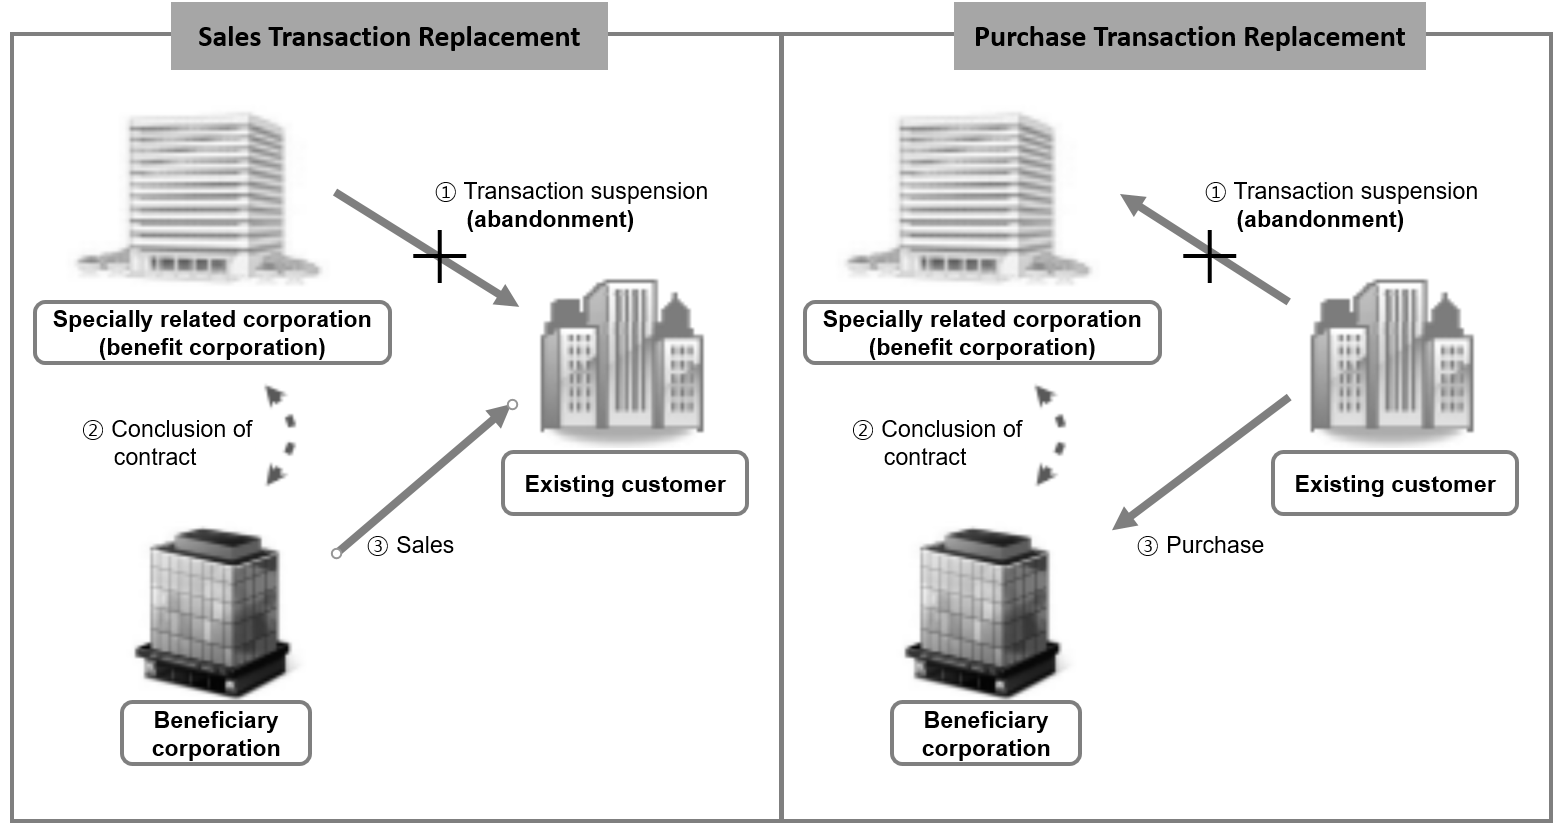 Sales Transaction Replacement
① Transaction suspension
(abandonment)
Specially related corporation
(benefit corporation)
② Conclusion of
contract
Existing customer
③ Sales
Beneficiary
corporation
Purchase Transaction Replacement
① Transaction suspension
(abandonment)
Specially related corporation
(benefit corporation)
② Conclusion of
contract
Existing customer
③ Purchase
Beneficiary
corporation